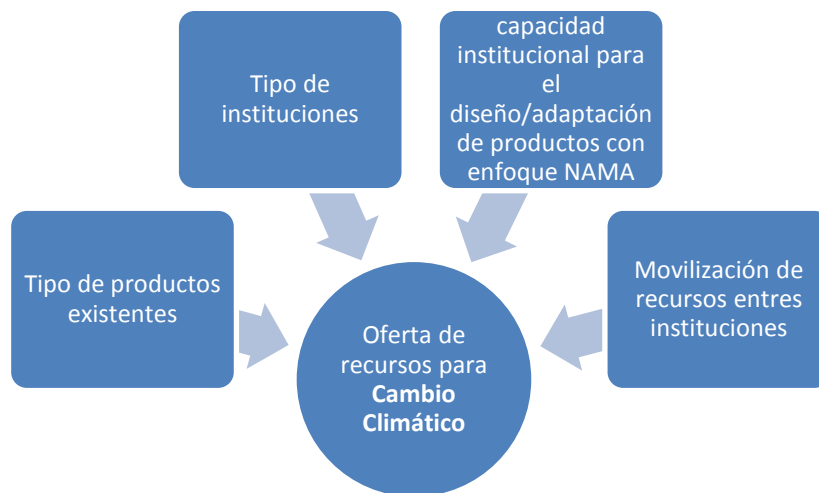 Tipo de
instituciones
capacidad
institucional para
el
diseño/adaptación
de productos con
enfoque NAMA
Tipo de productos
existentes
Movilización de
recursos entres
instituciones
Oferta de
recursos para
Cambio
Climático